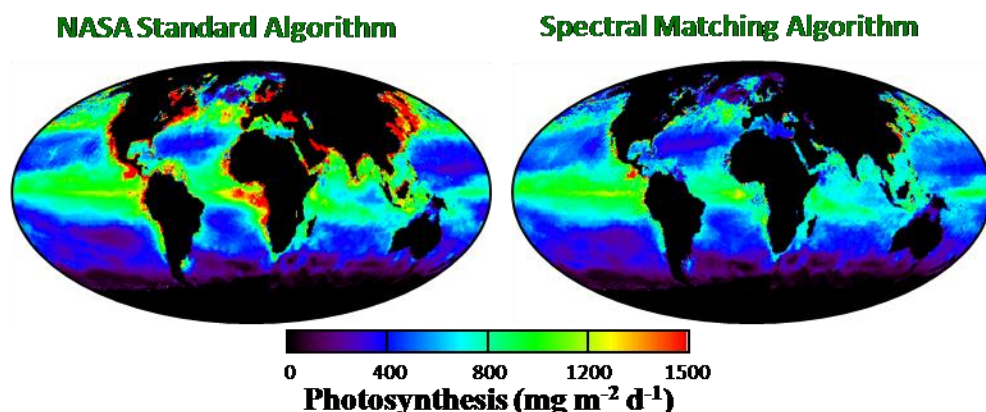 NASA Standard Algorithm
Spectral Matching Algorithm
0 400 800 1200 1500
Photosynthesis (mg m⁻² d⁻¹)